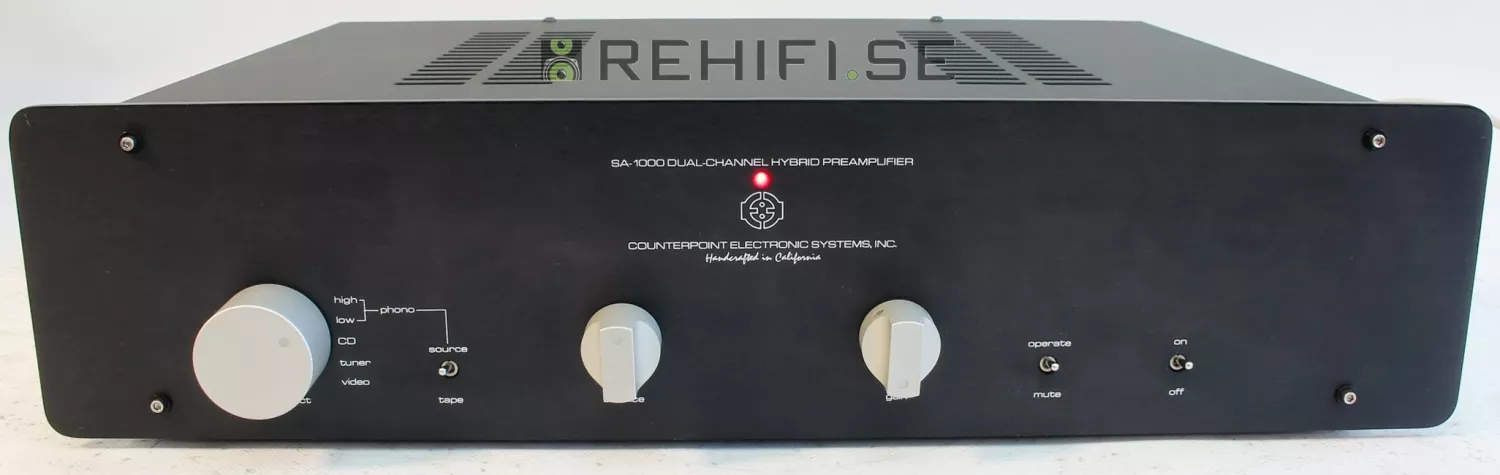 REHIFI.SE
SA-1000 DUAL-CHANNEL HYBRID PREAMPLIFIER
COUNTERPOINT ELECTRONIC SYSTEMS, INC.
Handcrafted in California
high
phono
low
CD
source
tuner
video
tape
operate
mute
on
off